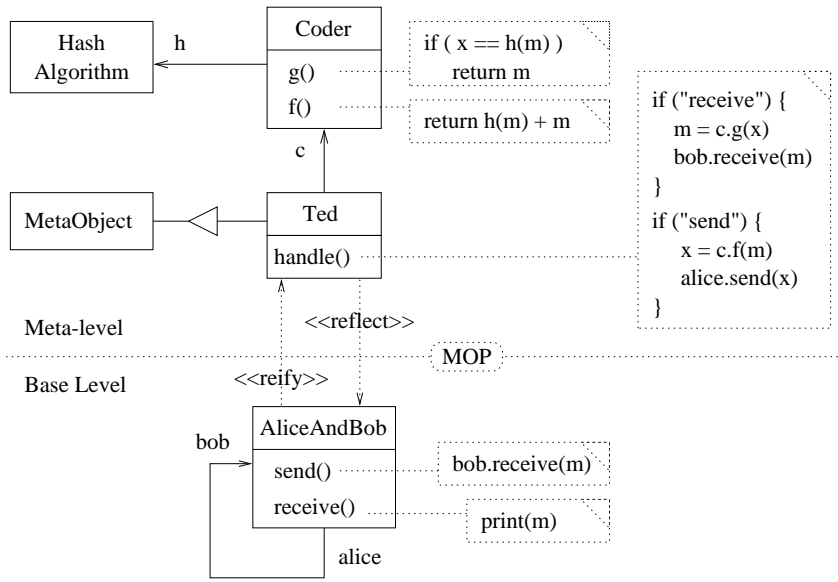 Coder
Hash
Algorithm
h
g()
f()
if ( x == h(m) )
return m
return h(m) + m
c
if ("receive") {
m = c.g(x)
bob.receive(m)
}
if ("send") {
x = c.f(m)
alice.send(x)
}
MetaObject
Ted
handle()
Meta-level
<<reflect>>
MOP
Base Level
<<reify>>
AliceAndBob
bob
send()
receive()
bob.receive(m)
print(m)
alice